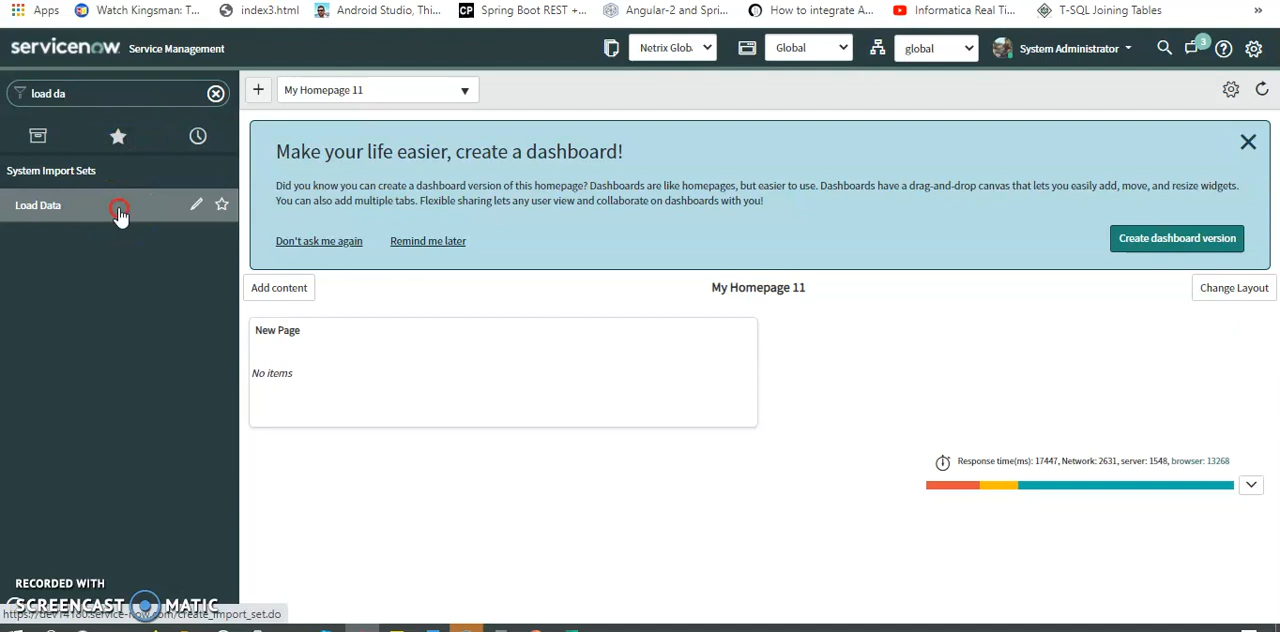 Apps
Watch Kingsman: T...
index3.html
Android Studio, Thi...
CP
Spring Boot REST +...
Angular-2 and Spri...
How to integrate A...
Informatica Real Ti...
T-SQL Joining Tables
»
servicenow Service Management
Netrix Glob.
Global
global
System Administrator
3
load da
My Homepage 11
System Import Sets
Load Data
Make your life easier, create a dashboard!
Did you know you can create a dashboard version of this homepage? Dashboards are like homepages, but easier to use. Dashboards have a drag-and-drop canvas that lets you easily add, move, and resize widgets.
You can also add multiple tabs. Flexible sharing lets any user view and collaborate on dashboards with you!
Don't ask me again
Remind me later
Create dashboard version
Add content
My Homepage 11
Change Layout
New Page
No items
Response time(ms): 17447, Network: 2631, server: 1548, browser: 13268
RECORDED WITH
SCREENCAST MATIC
https://dev14180.service-now.com/create_import_set.do